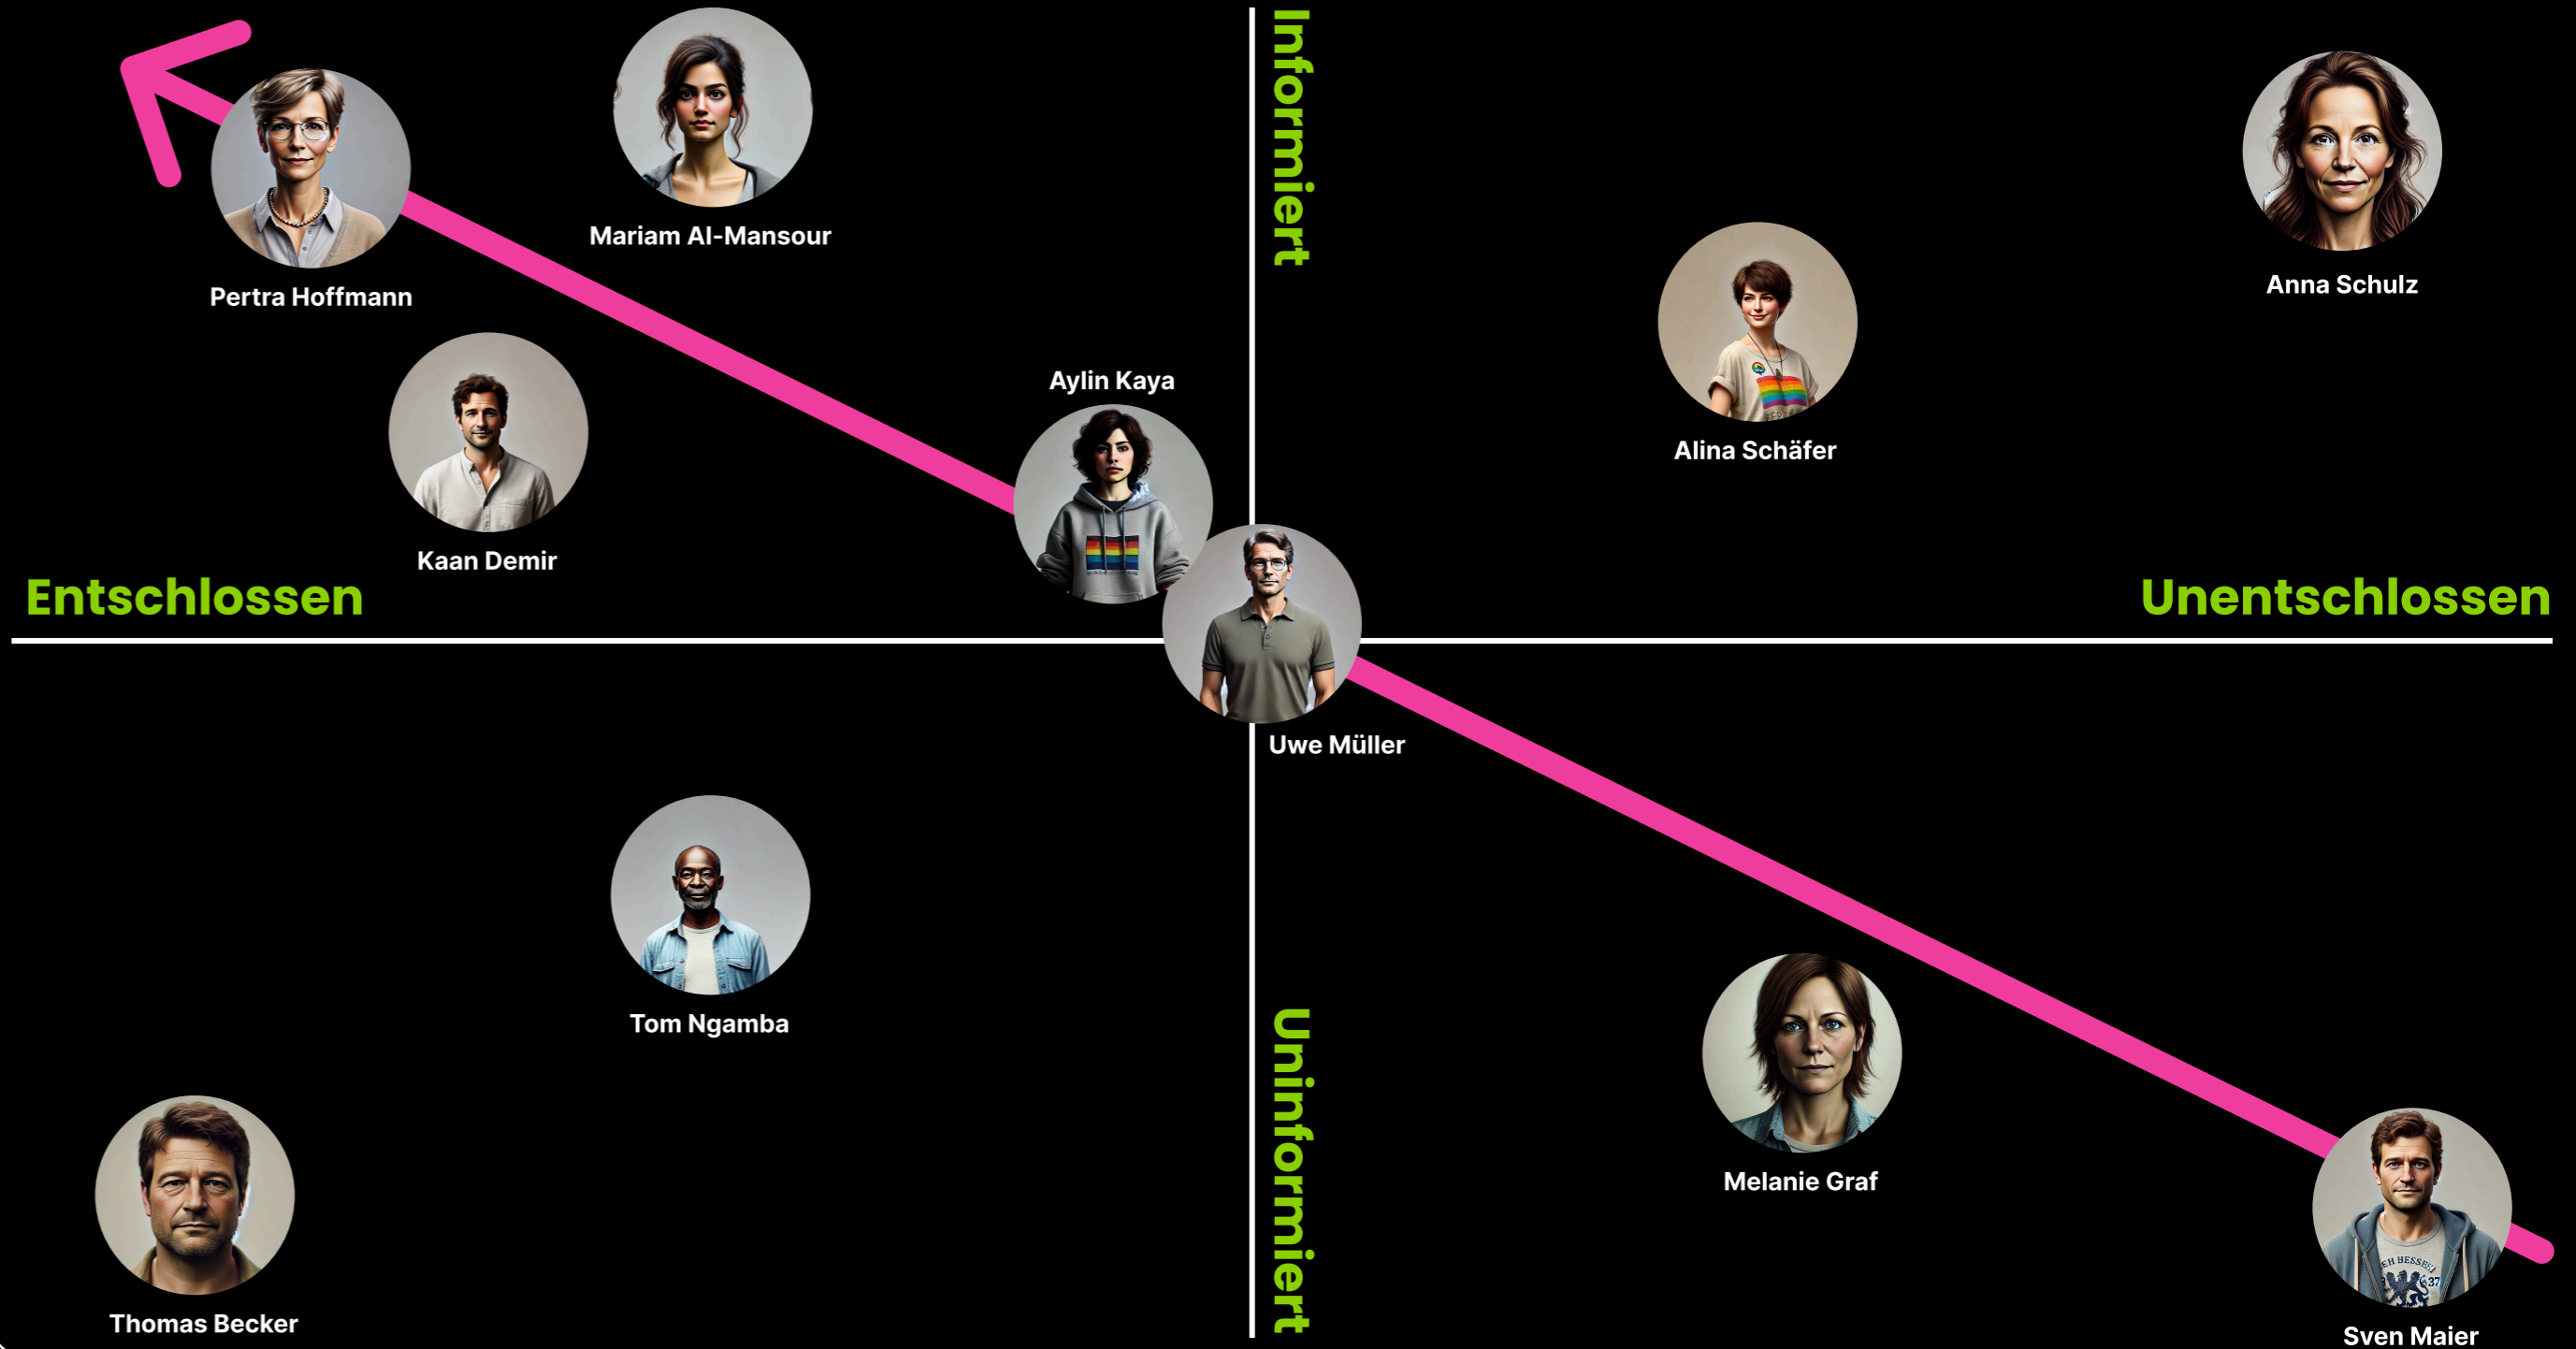 Informiert
Mariam Al-Mansour
Anna Schulz
Pertra Hoffmann
Aylin Kaya
Alina Schäfer
Kaan Demir
Entschlossen
Unentschlossen
Uwe Müller
Tom Ngamba
Uninformiert
Melanie Graf
37
Thomas Becker
Sven Maier